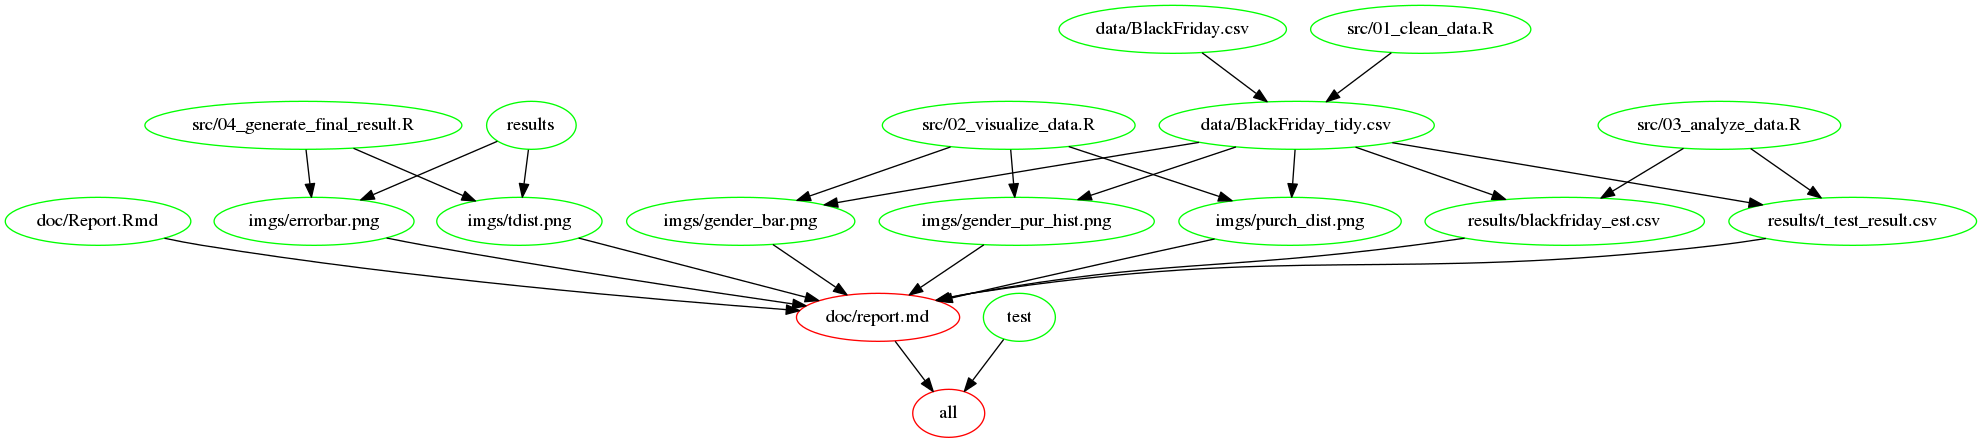 data/BlackFriday.csv
src/01_clean_data.R
src/04_generate_final_result.R
results
src/02_visualize_data.R
data/BlackFriday_tidy.csv
src/03_analyze_data.R
doc/Report.Rmd
imgs/errorbar.png
imgs/tdist.png
imgs/gender_bar.png
imgs/gender_pur_hist.png
imgs/purch_dist.png
results/blackfriday_est.csv
results/t_test_result.csv
doc/report.md
test
all